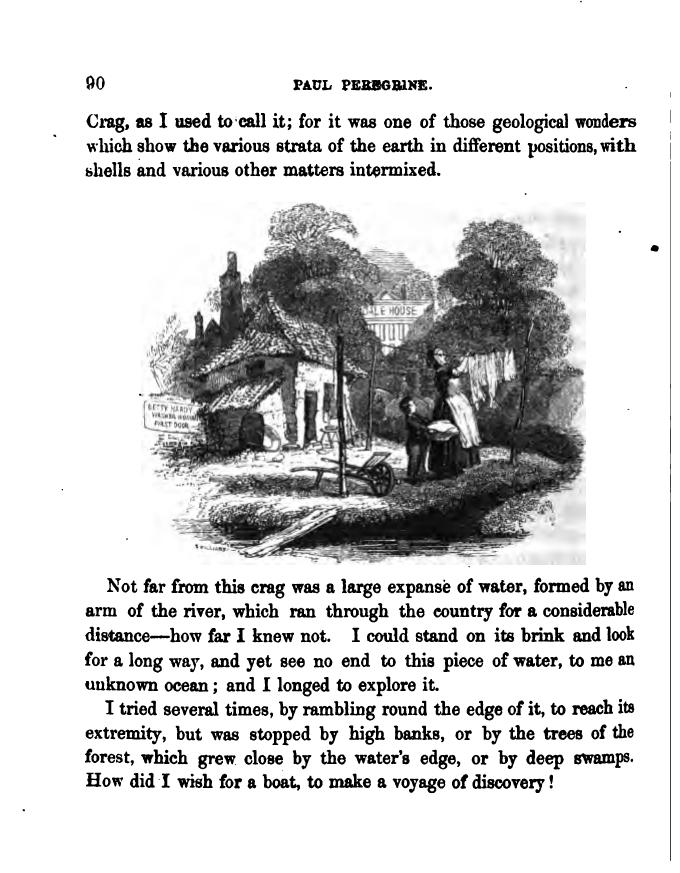 90
PAUL PEREGRINE.
Crag, as I used to call it; for it was one of those geological wonders
which show the various strata of the earth in different positions, with
shells and various other matters intermixed.
DALE HOUSE
BETTY HARDY
WASHER WOMAN
FIRST DOOR
S WILLIAMS
Not far from this crag was a large expanse of water, formed by an
arm of the river, which ran through the country for a considerable
distance—how far I knew not. I could stand on its brink and look
for a long way, and yet see no end to this piece of water, to me an
unknown ocean; and I longed to explore it.
I tried several times, by rambling round the edge of it, to reach its
extremity, but was stopped by high banks, or by the trees of the
forest, which grew close by the water's edge, or by deep swamps.
How did I wish for a boat, to make a voyage of discovery!